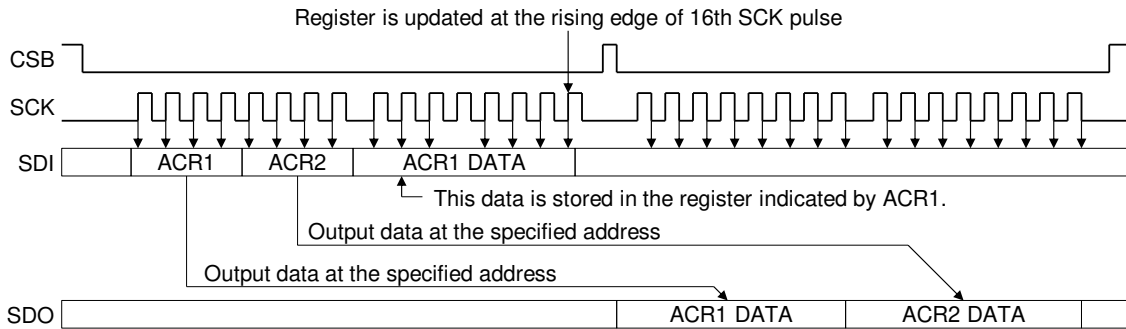 Register is updated at the rising edge of 16th SCK pulse
CSB
SCK
SDI
ACR1
ACR2
ACR1 DATA
This data is stored in the register indicated by ACR1.
Output data at the specified address
Output data at the specified address
SDO
ACR1 DATA
ACR2 DATA